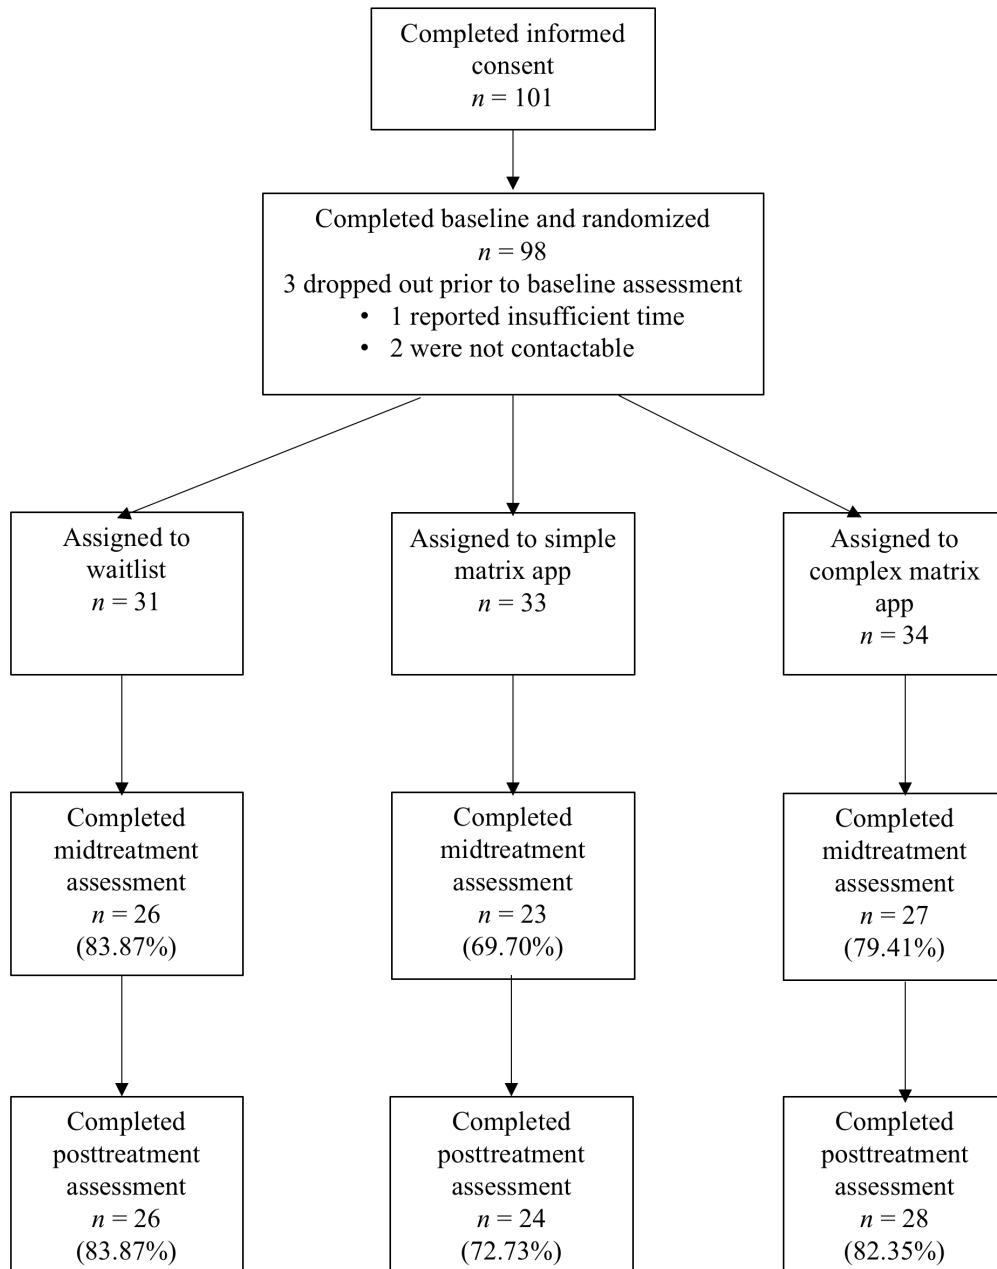 Completed informed
consent
n = 101
Completed baseline and randomized
n = 98
3 dropped out prior to baseline assessment
• 1 reported insufficient time
• 2 were not contactable
Assigned to
waitlist
n = 31
Assigned to simple
matrix app
n = 33
Assigned to
complex matrix
app
n = 34
Completed
midtreatment
assessment
n = 26
(83.87%)
Completed
midtreatment
assessment
n = 23
(69.70%)
Completed
midtreatment
assessment
n = 27
(79.41%)
Completed
posttreatment
assessment
n = 26
(83.87%)
Completed
posttreatment
assessment
n = 24
(72.73%)
Completed
posttreatment
assessment
n = 28
(82.35%)